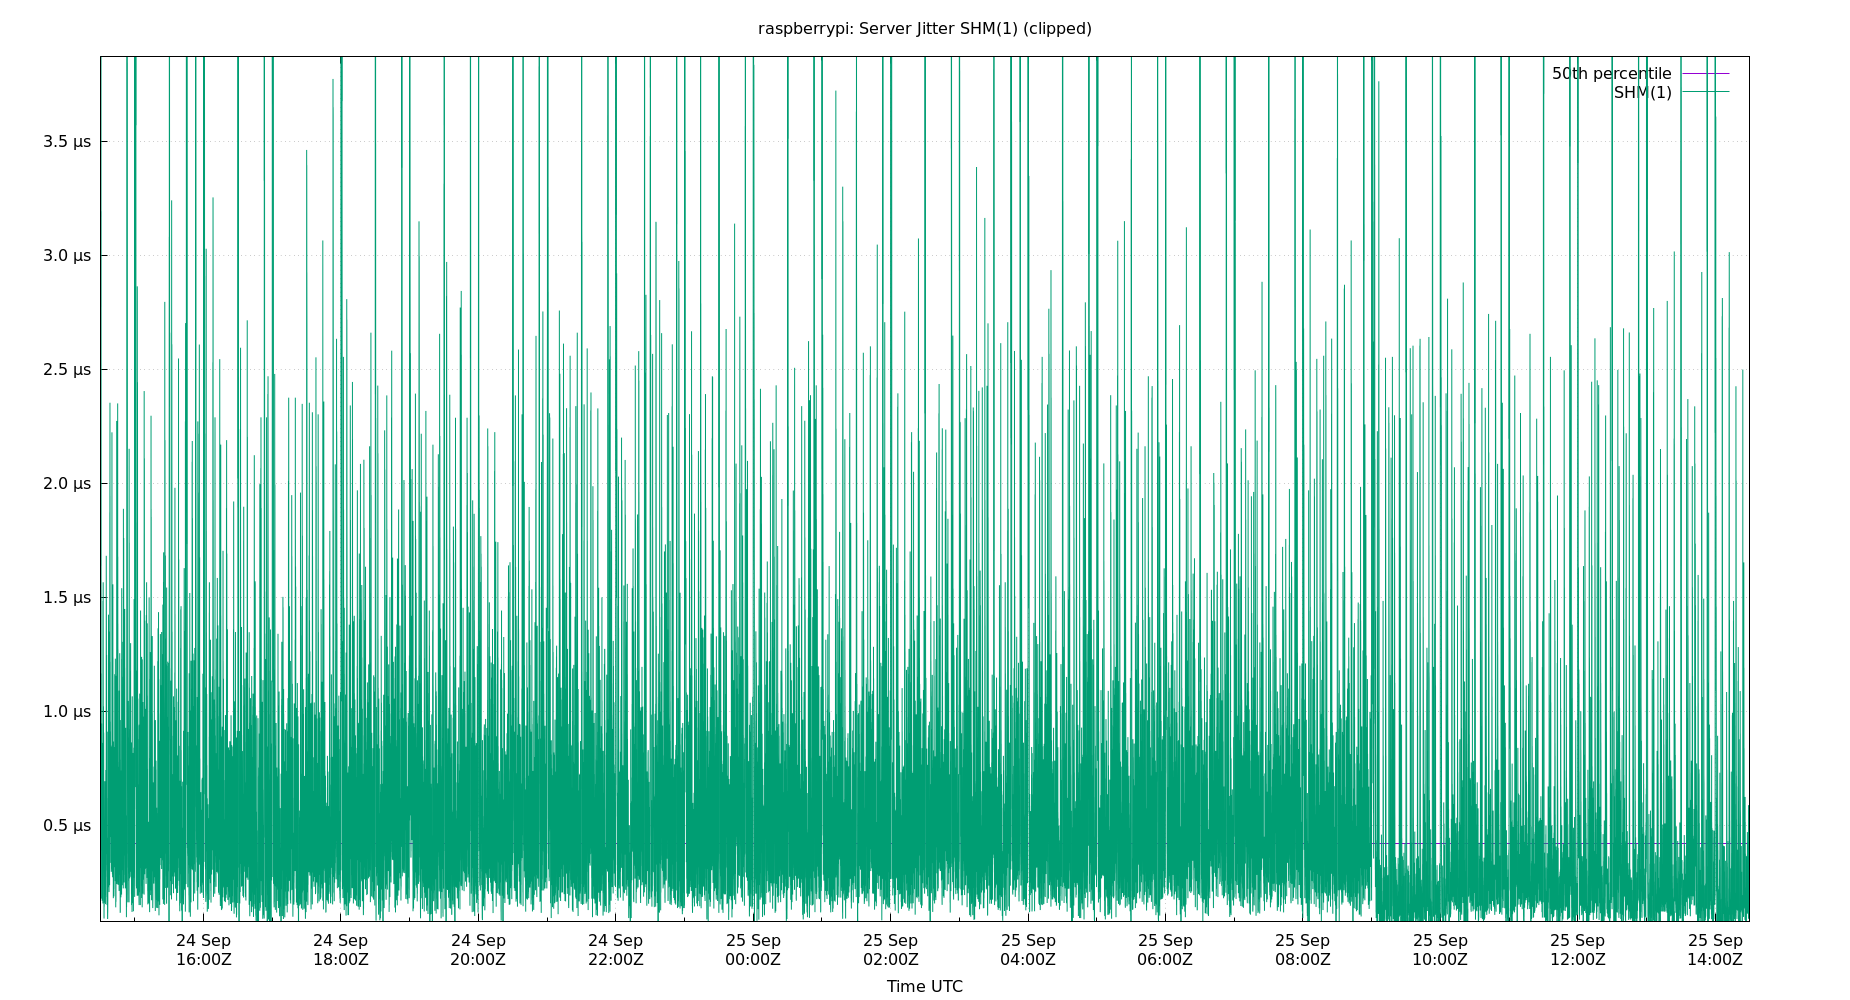 raspberrypi: Server Jitter SHM(1) (clipped)
50th percentile
SHM(1)
3.5 µs
3.0 µs
2.5 µs
2.0 µs
1.5 µs
1.0 µs
0.5 µs
24 Sep 24 Sep 24 Sep 24 Sep 25 Sep 25 Sep 25 Sep 25 Sep 25 Sep 25 Sep 25 Sep 25 Sep
16:00Z 18:00Z 20:00Z 22:00Z 00:00Z 02:00Z 04:00Z 06:00Z 08:00Z 10:00Z 12:00Z 14:00Z
Time UTC